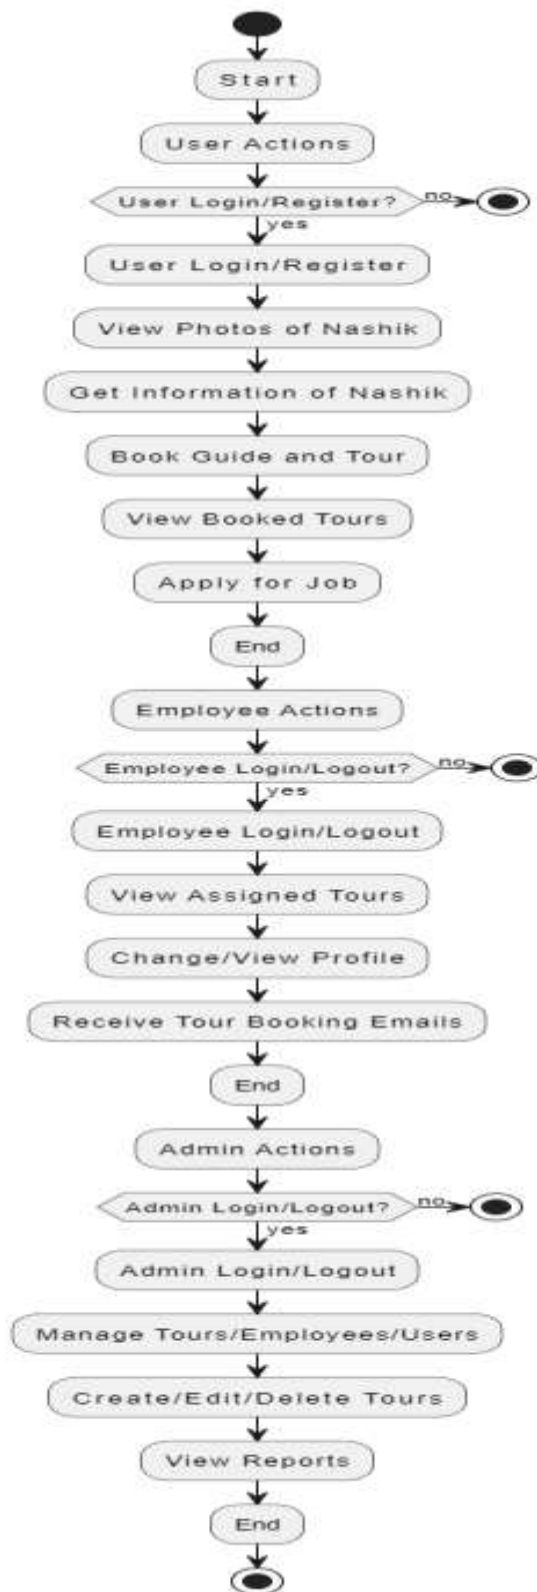 Start
User Actions
User Login/Register?
no
yes
User Login/Register
View Photos of Nashik
Get Information of Nashik
Book Guide and Tour
View Booked Tours
Apply for Job
End
Employee Actions
Employee Login/Logout?
no
yes
Employee Login/Logout
View Assigned Tours
Change/View Profile
Receive Tour Booking Emails
End
Admin Actions
Admin Login/Logout?
no
yes
Admin Login/Logout
Manage Tours/Employees/Users
Create/Edit/Delete Tours
View Reports
End